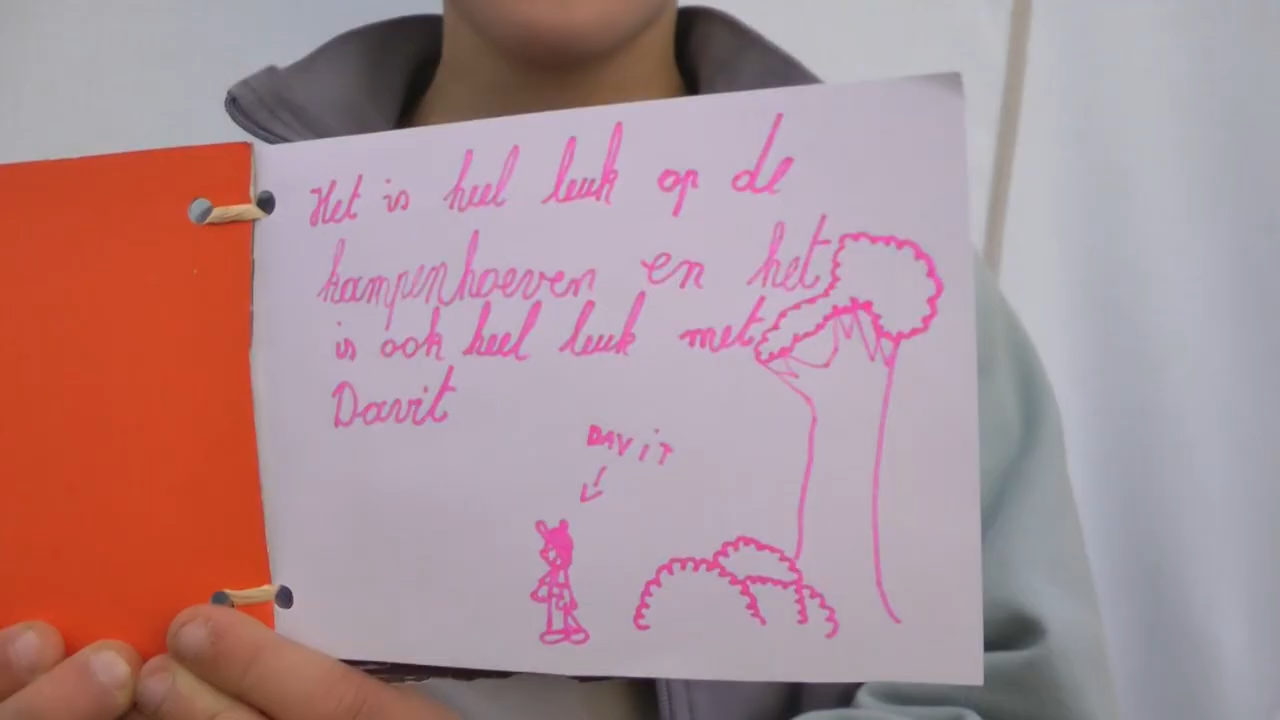 Het is heel leuk op de
kampenhoeven en het
is ook heel leuk met
Davit
DAViT